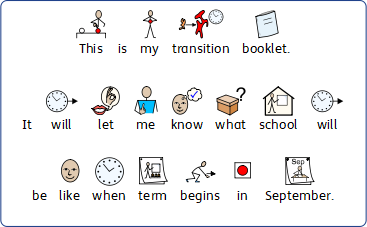 This is my transition booklet.
It will let me know what school will
be like when term begins in September.